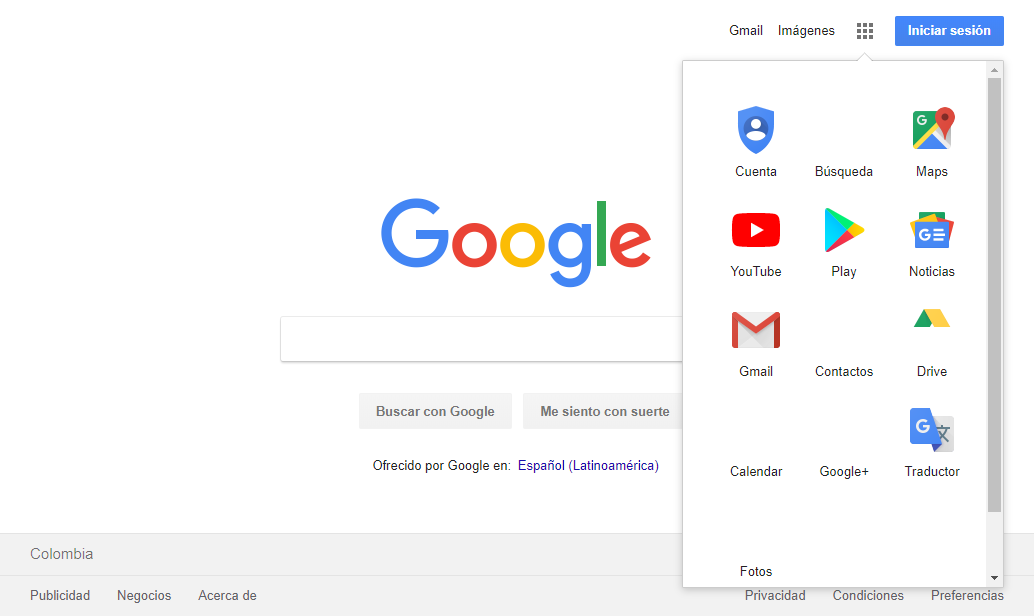 Gmail Imágenes Iniciar sesión
Cuenta Búsqueda Maps
Google
YouTube Play Noticias
Gmail Contactos Drive
Buscar con Google Me siento con suerte
Ofrecido por Google en: Español (Latinoamérica)
Calendar Google+ Traductor
Colombia
Fotos
Publicidad Negocios Acerca de Privacidad Condiciones Preferencias